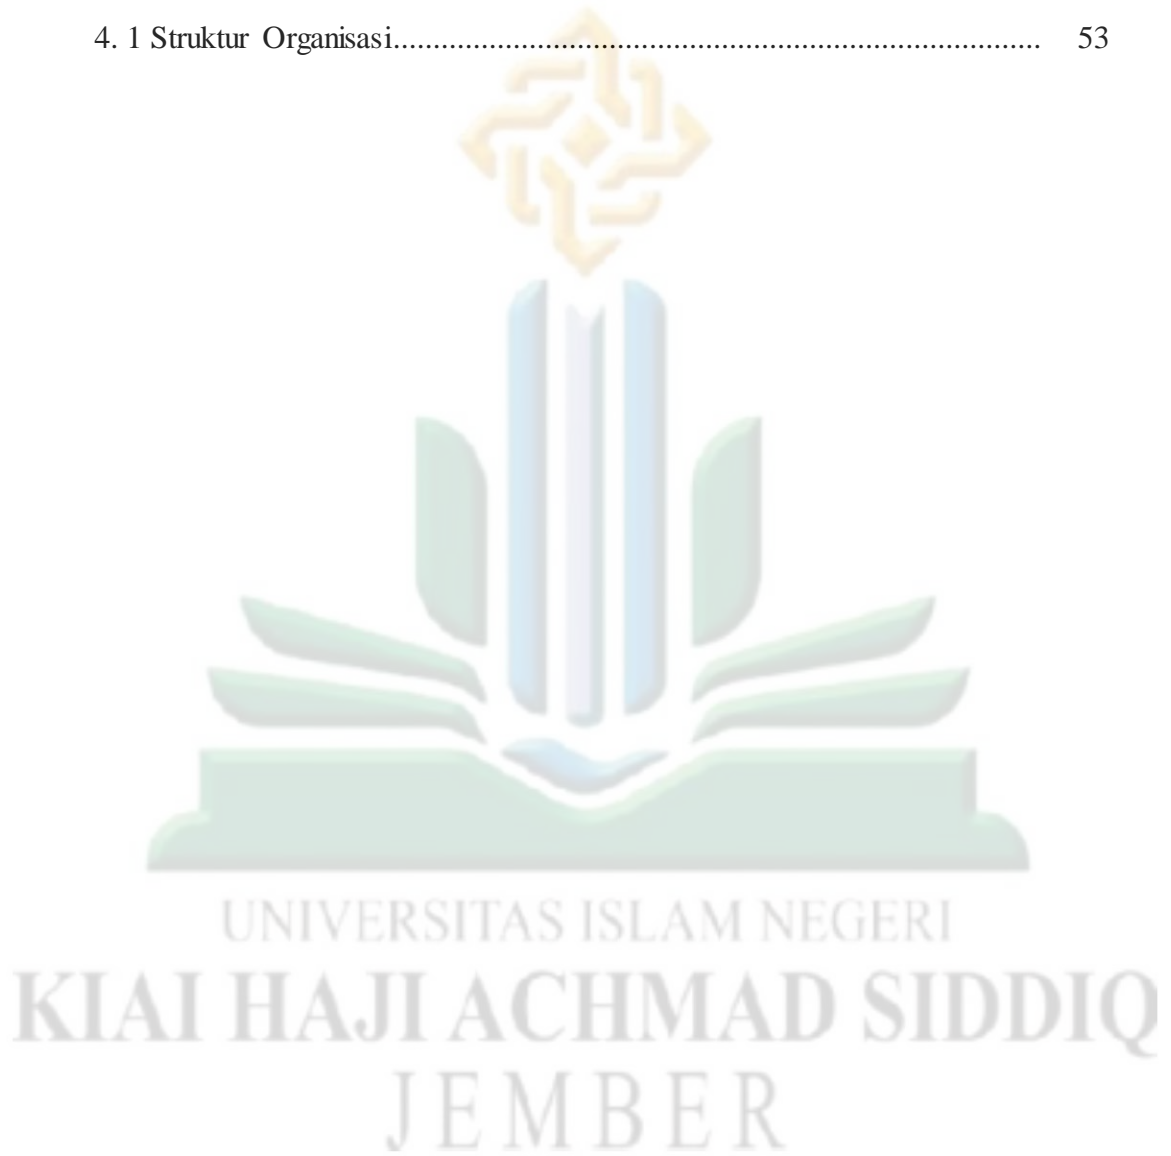 4. 1 Struktur Organisasi................................................................................ 53
UNIVERSITAS ISLAM NEGERI
KIAI HAJI ACHMAD SIDDIQ
JEMBER